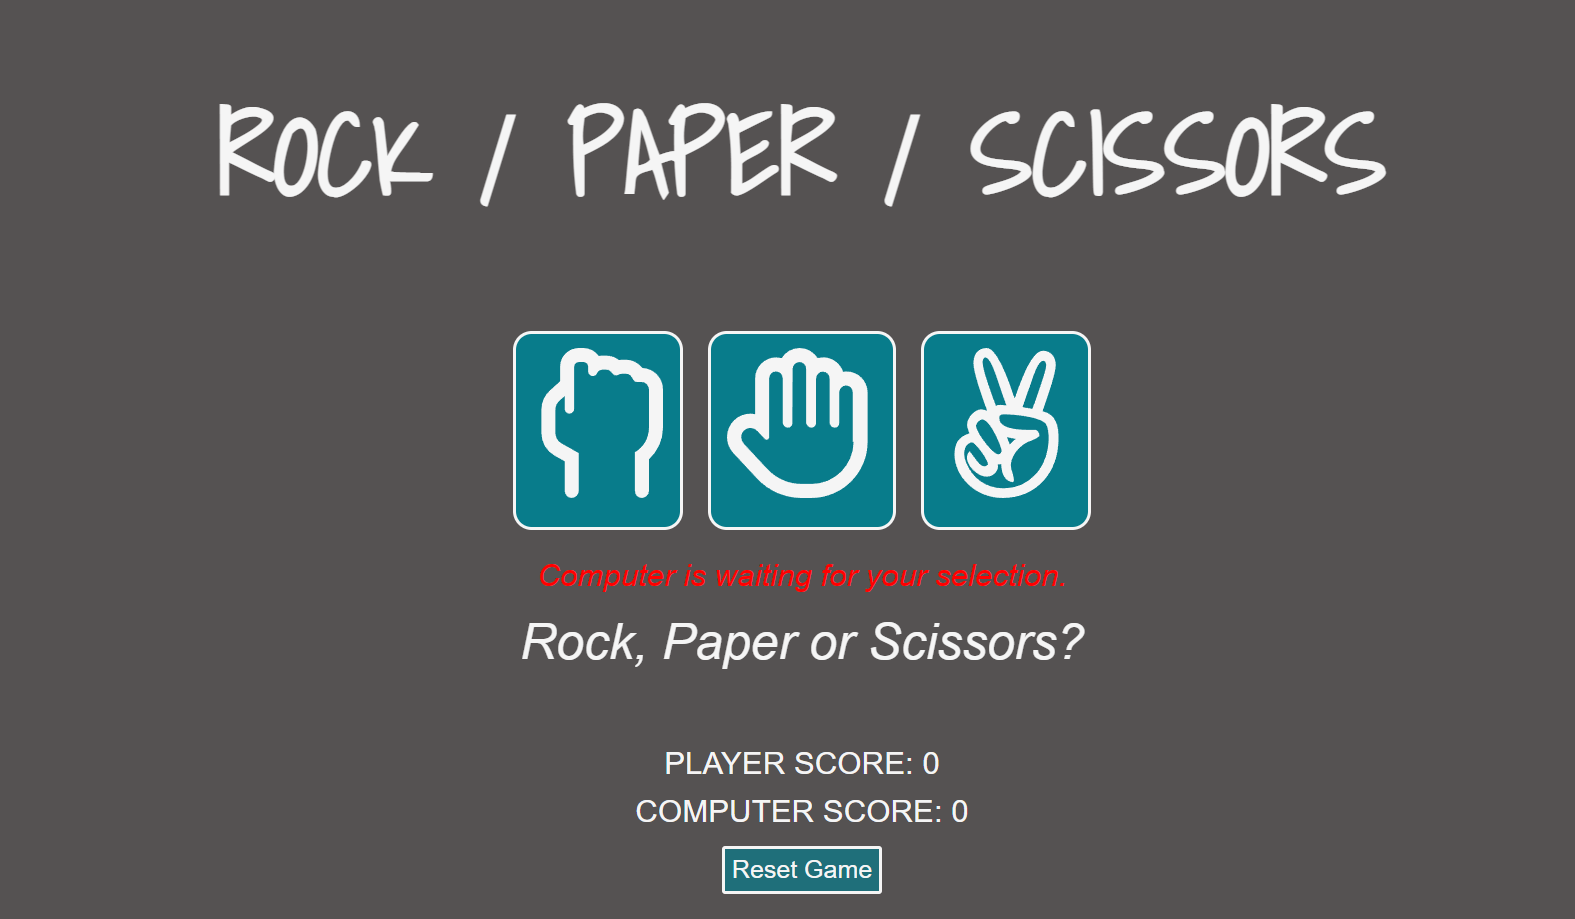 ROCK / PAPER / SCISSORS
Computer is waiting for your selection.
Rock, Paper or Scissors?
PLAYER SCORE: 0
COMPUTER SCORE: 0
Reset Game